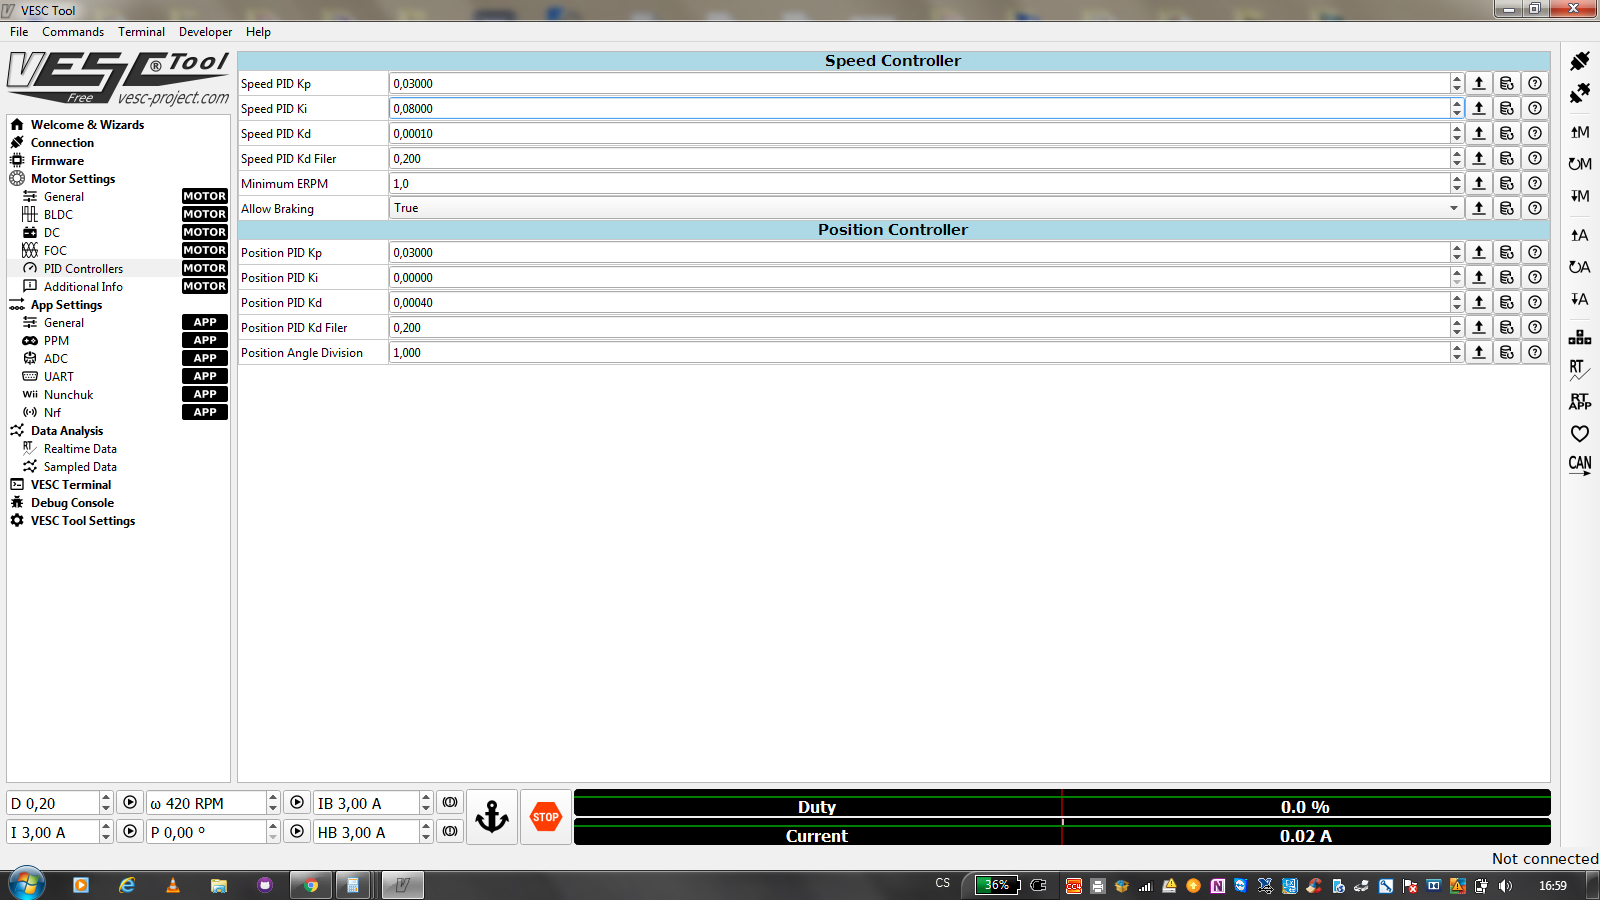 VESC Tool
File Commands Terminal Developer Help
VESC® Tool
Free vesc-project.com
Welcome & Wizards
Connection
Firmware
Motor Settings
General MOTOR
BLDC MOTOR
DC MOTOR
FOC MOTOR
PID Controllers MOTOR
Additional Info MOTOR
App Settings
General APP
PPM APP
ADC APP
UART APP
Wii Nunchuk APP
Nrf APP
Data Analysis
RT Realtime Data
Sampled Data
VESC Terminal
Debug Console
VESC Tool Settings
Speed Controller
Speed PID Kp 0,03000
Speed PID Ki 0,08000
Speed PID Kd 0,00010
Speed PID Kd Filer 0,200
Minimum ERPM 1,0
Allow Braking True
Position Controller
Position PID Kp 0,03000
Position PID Ki 0,00000
Position PID Kd 0,00040
Position PID Kd Filer 0,200
Position Angle Division 1,000
M
M
M
A
A
A
RT
RT
APP
CAN
D 0,20 ω 420 RPM IB 3,00 A
I 3,00 A P 0,00 ° HB 3,00 A
STOP
Duty 0.0 %
Current 0.02 A
Not connected
CS 36% 16:59